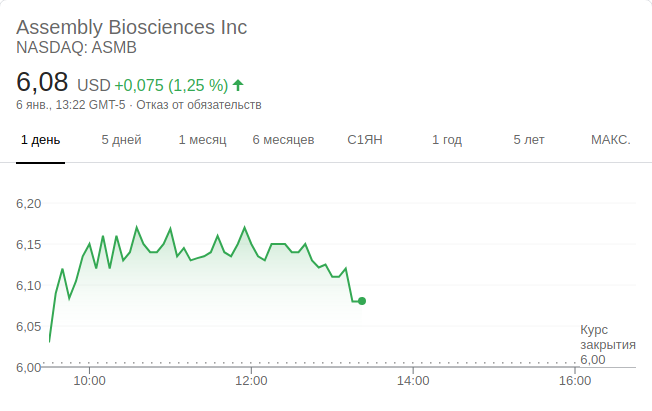 Assembly Biosciences Inc
NASDAQ: ASMB
6,08 USD +0,075 (1,25 %)
6 янв., 13:22 GMT-5 · Отказ от обязательств
1 день 5 дней 1 месяц 6 месяцев С1ЯН 1 год 5 лет МАКС.
6,20
6,15
6,10
6,05
6,00
Курс
закрытия
6,00
10:00 12:00 14:00 16:00